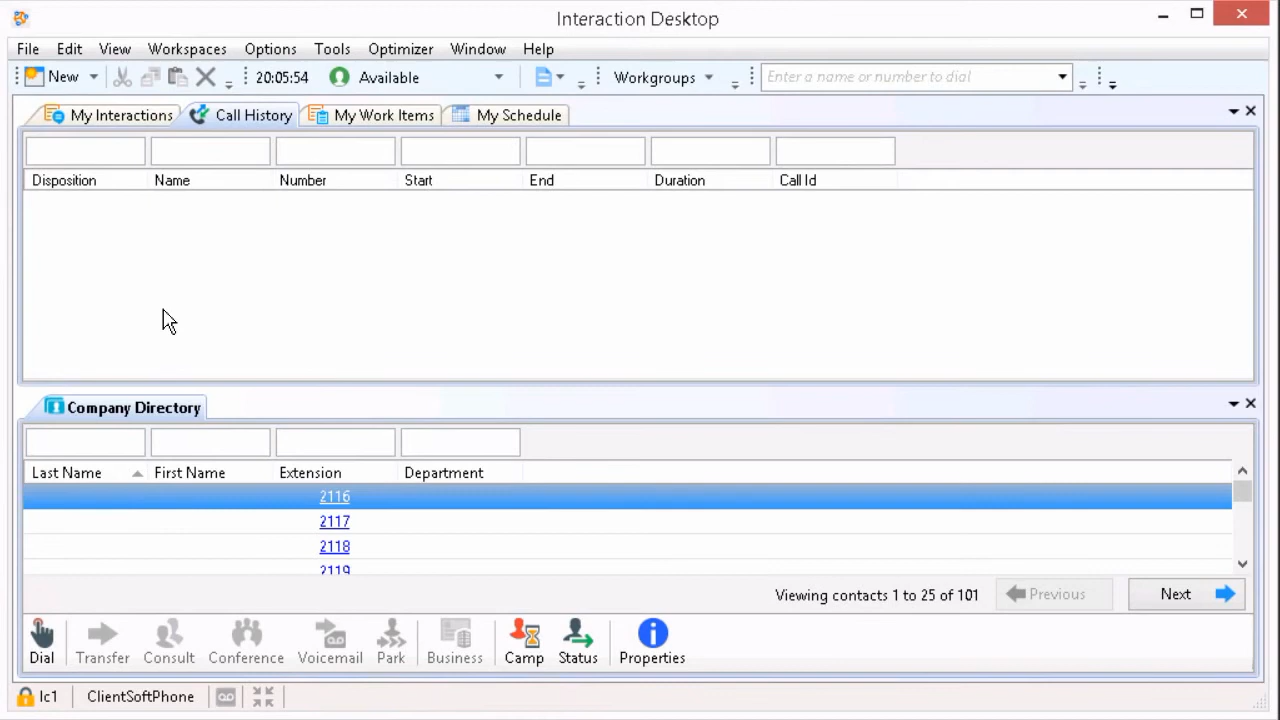 Interaction Desktop
File Edit View Workspaces Options Tools Optimizer Window Help
New 20:05:54 Available Workgroups Enter a name or number to dial
My Interactions Call History My Work Items My Schedule
Disposition Name Number Start End Duration Call Id
Company Directory
Last Name First Name Extension Department
2116
2117
2118
2119
Viewing contacts 1 to 25 of 101 Previous Next
Dial Transfer Consult Conference Voicemail Park Business Camp Status Properties
Ic1 ClientSoftPhone